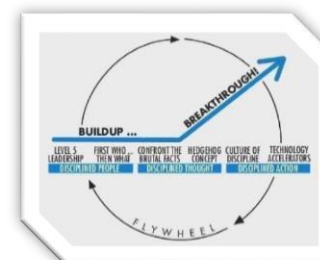 BUILDUP ...
BREAKTHROUGH!
LEVEL 5 LEADERSHIP
FIRST WHO ... THEN WHAT
CONFRONT THE BRUTAL FACTS
HEDGEHOG CONCEPT
CULTURE OF DISCIPLINE
TECHNOLOGY ACCELERATORS
DISCIPLINED PEOPLE
DISCIPLINED THOUGHT
DISCIPLINED ACTION
FLYWHEEL